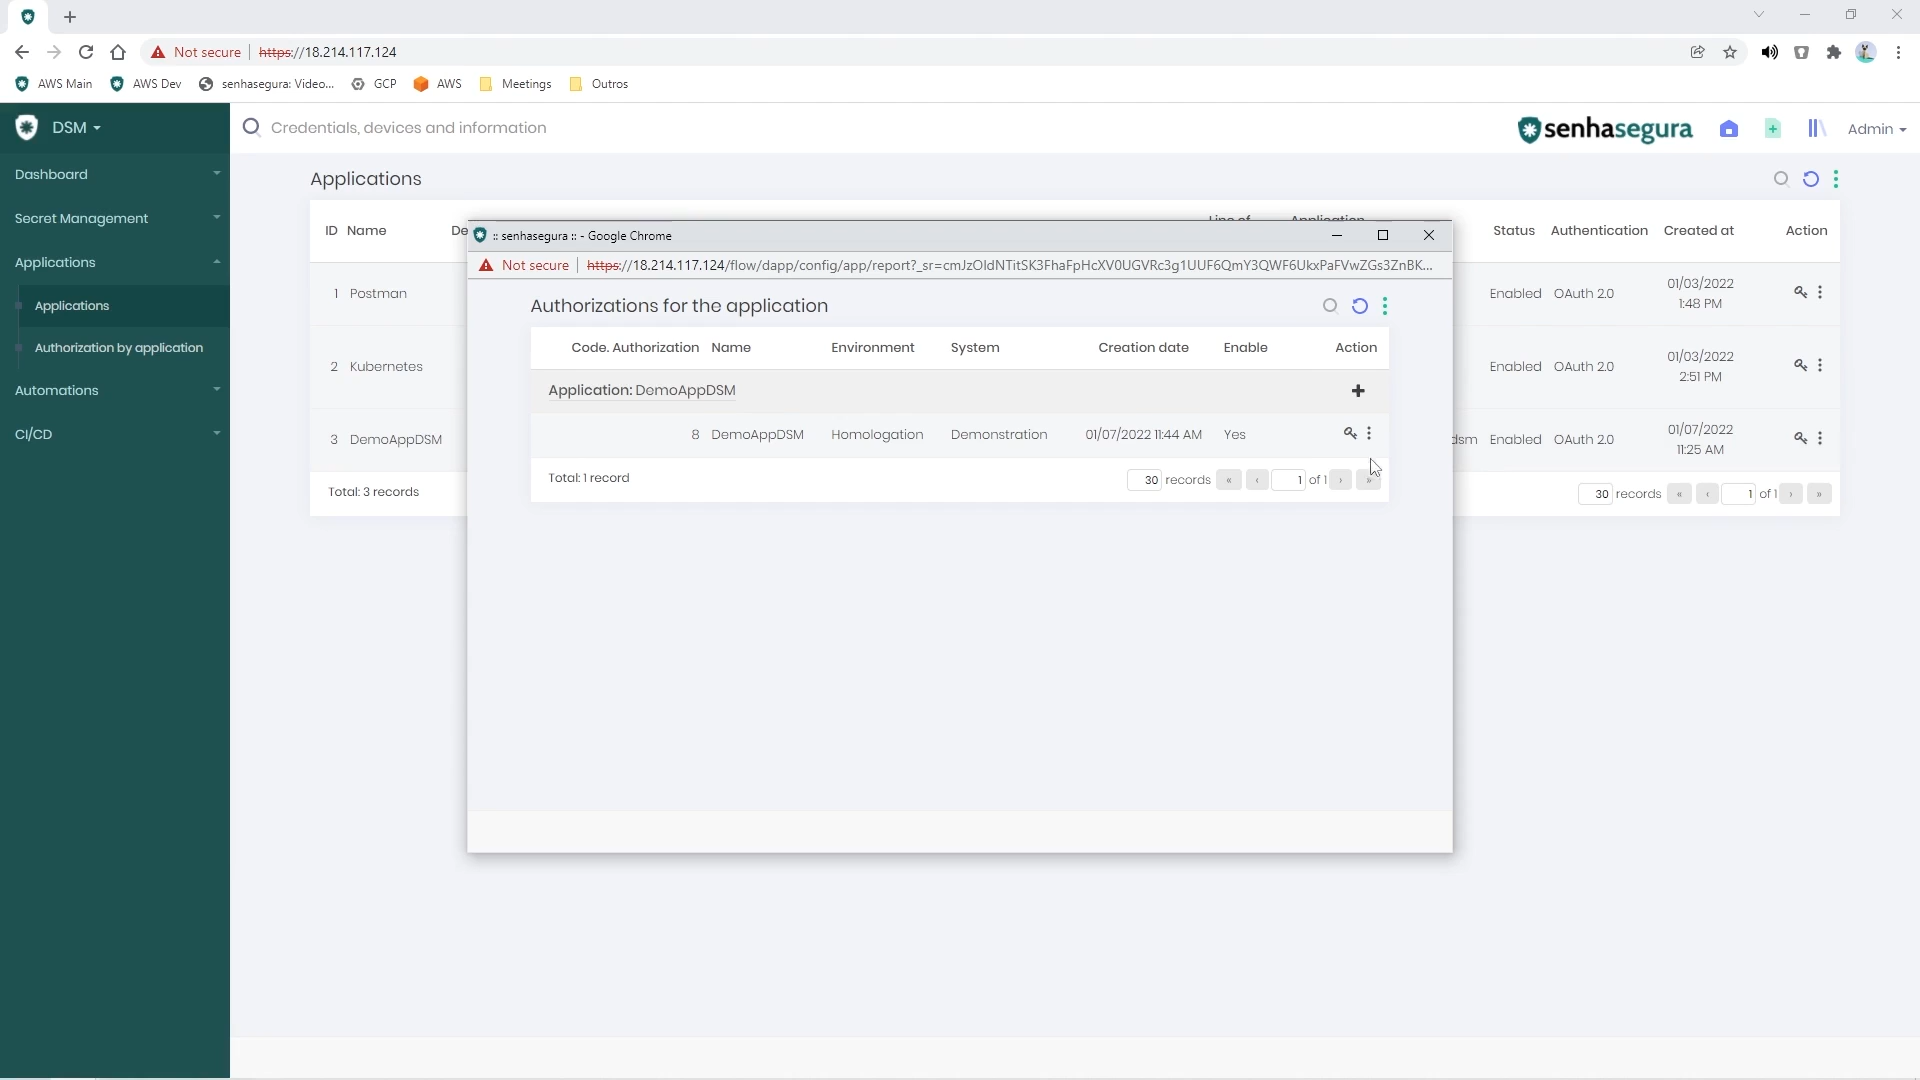 Not secure | https://18.214.117.124
AWS Main AWS Dev senhasegura: Video... GCP AWS Meetings Outros
DSM
Credentials, devices and information
senhasegura
Admin
Dashboard
Secret Management
Applications
Applications
Authorization by application
Automations
CI/CD
Applications
ID Name De Status Authentication Created at Action
1 Postman Enabled OAuth 2.0 01/03/2022 1:48 PM
2 Kubernetes Enabled OAuth 2.0 01/03/2022 2:51 PM
3 DemoAppDSM dsm Enabled OAuth 2.0 01/07/2022 11:25 AM
Total: 3 records
30 records « ‹ 1 of 1 › »
:: senhasegura :: - Google Chrome
Not secure | https://18.214.117.124/flow/dapp/config/app/report?_sr=cmJzOldNTitSK3FhaFpHcXV0UGVRc3g1UUF6QmY3QWF6UkxPaFVwZGs3ZnBK...
Authorizations for the application
Code. Authorization Name Environment System Creation date Enable Action
Application: DemoAppDSM
8 DemoAppDSM Homologation Demonstration 01/07/2022 11:44 AM Yes
Total: 1 record
30 records « ‹ 1 of 1 › »